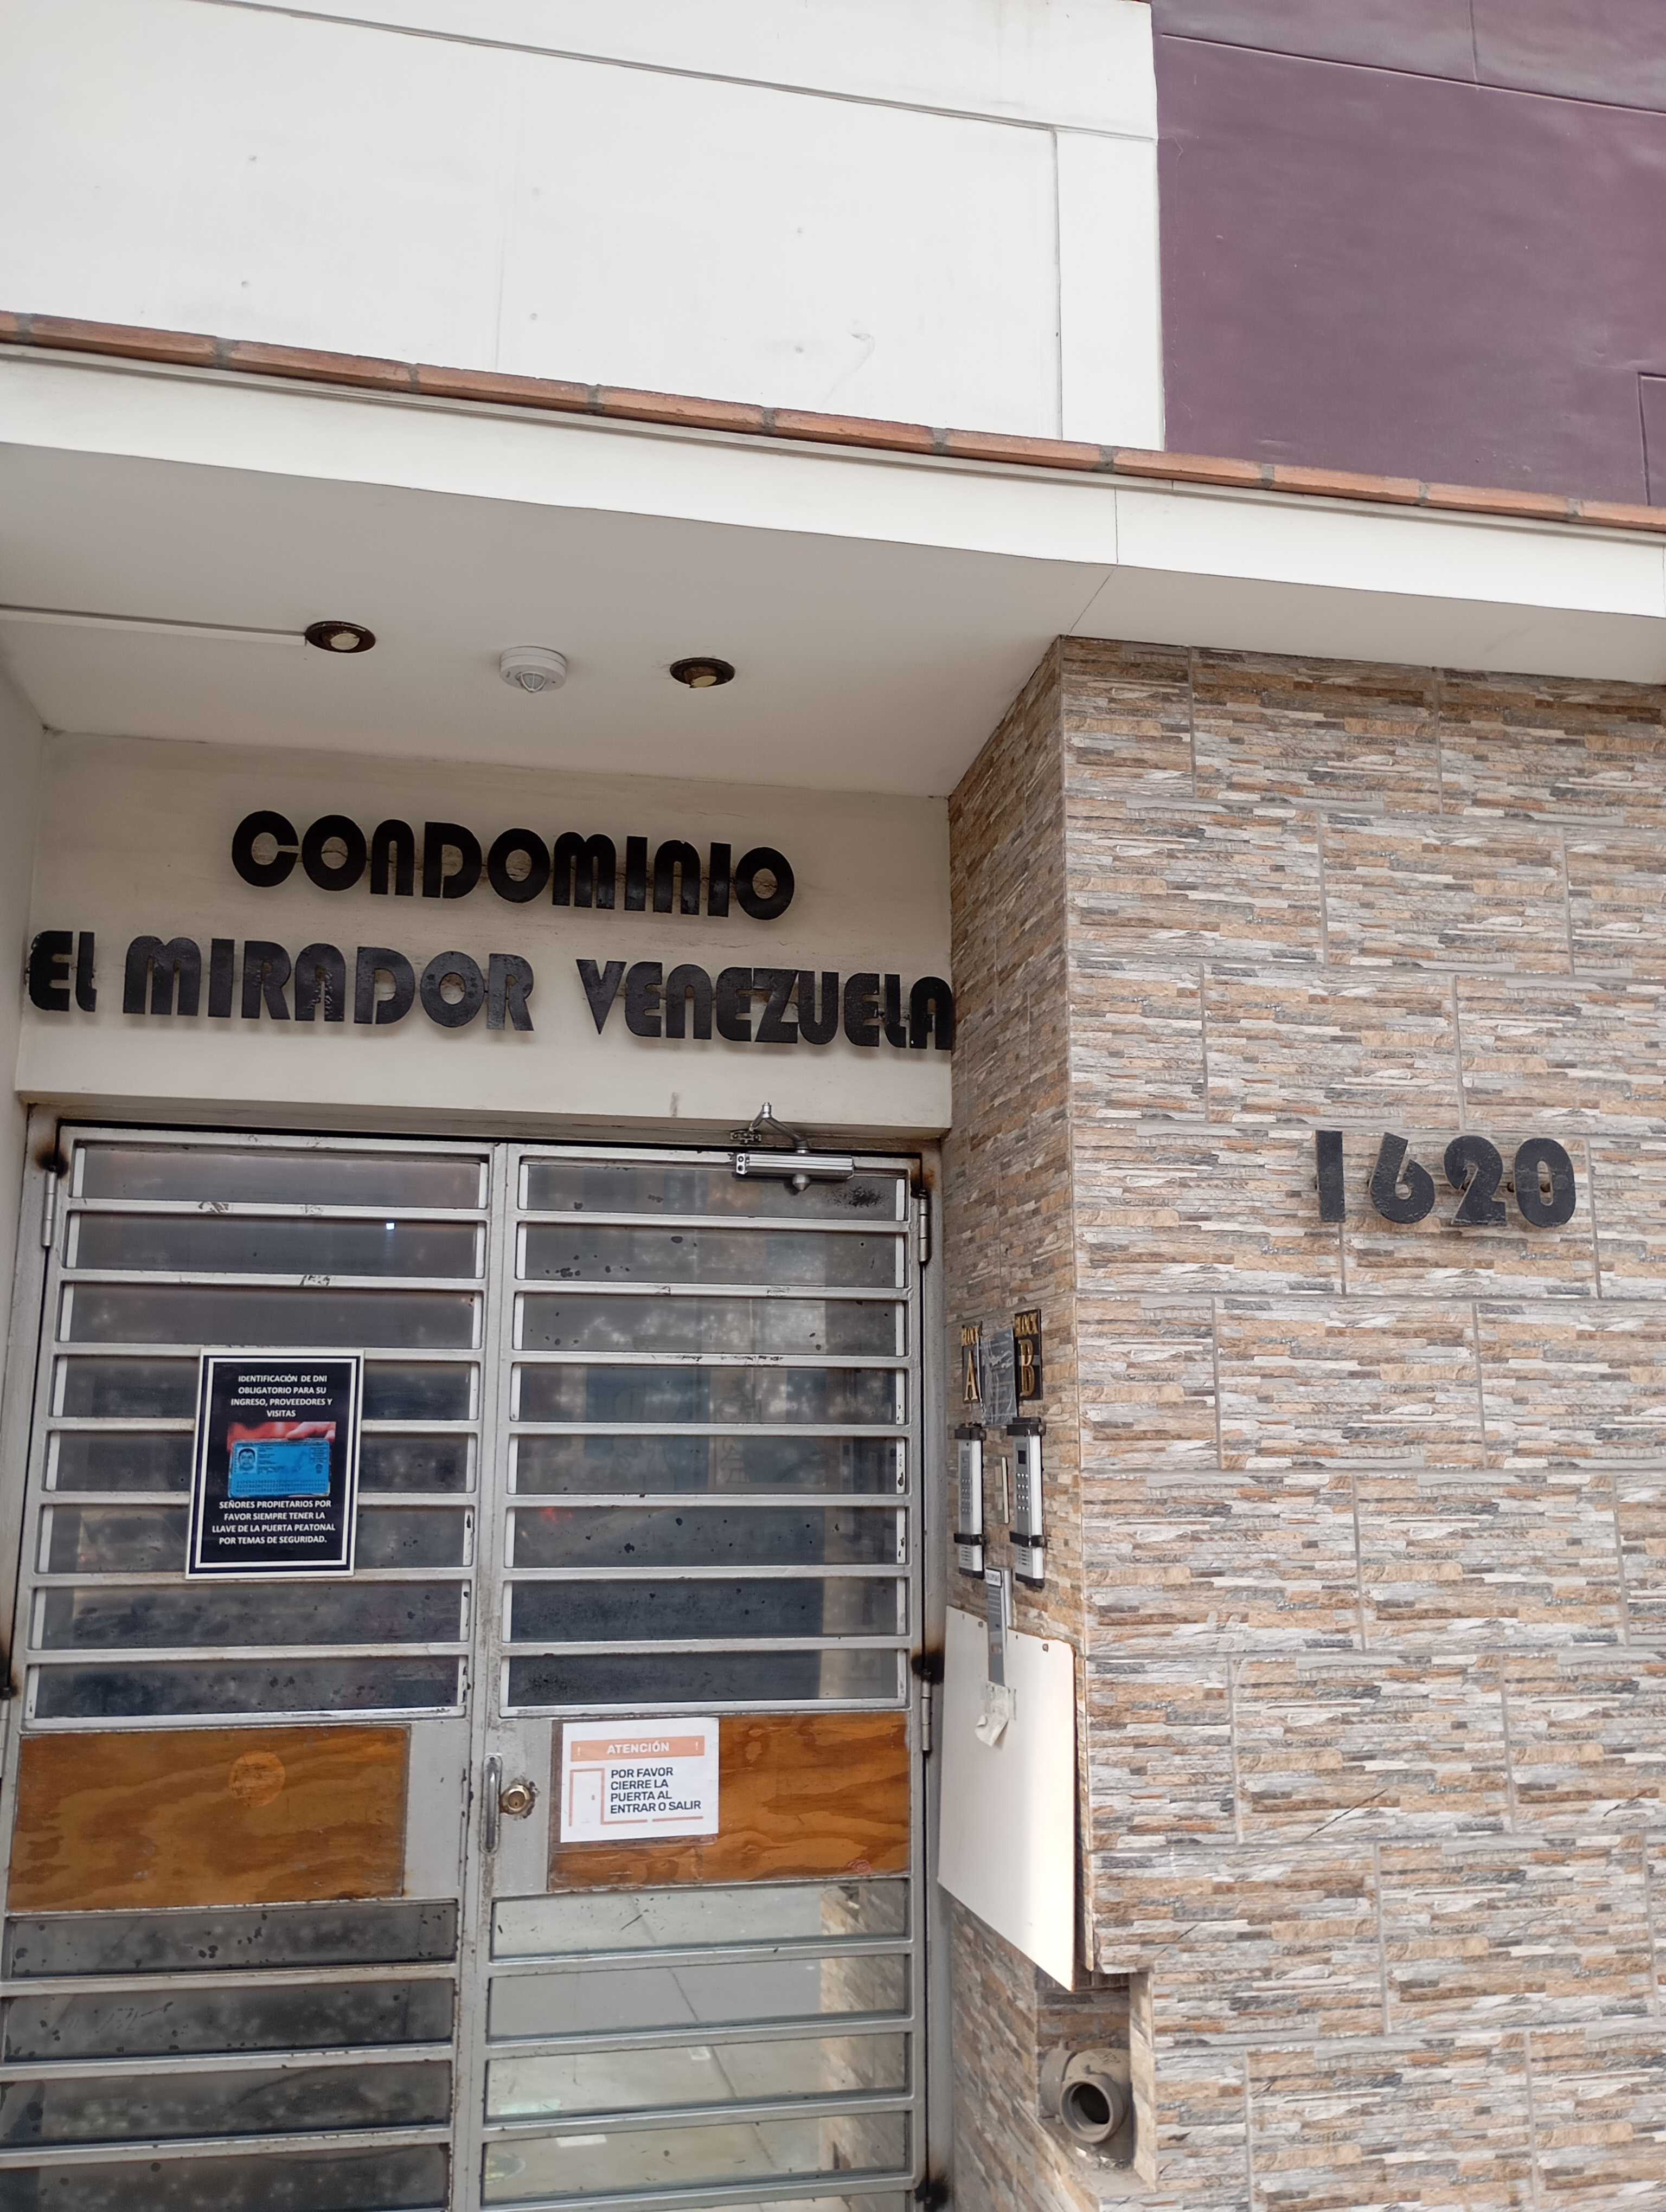 CONDOMINIO
EL MIRADOR VENEZUELA
1620
BLOCK
A
BLOCK
B
IDENTIFICACIÓN DE DNI
OBLIGATORIO PARA SU
INGRESO, PROVEEDORES Y
VISITAS
SEÑORES PROPIETARIOS POR
FAVOR SIEMPRE TENER LA
LLAVE DE LA PUERTA PEATONAL
POR TEMAS DE SEGURIDAD.
! ATENCIÓN !
POR FAVOR
CIERRE LA
PUERTA AL
ENTRAR O SALIR